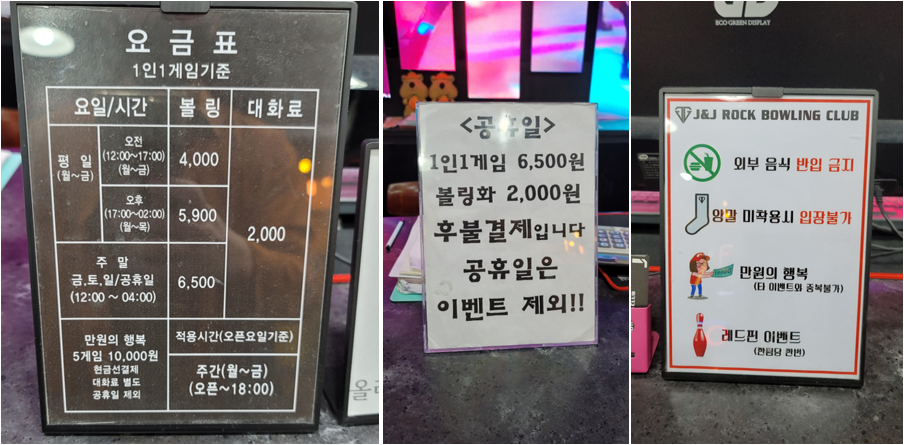 요 금 표
1인1게임기준
요일/시간
볼 링
대화료
평 일
(월~금)
오전
(12:00~17:00)
(월~금)
4,000
오후
(17:00~02:00)
(월~목)
5,900
2,000
주 말
금,토,일/공휴일
(12:00 ~ 04:00)
6,500
만원의 행복
5게임 10,000원
현금선결제
대화료 별도
공휴일 제외
적용시간(오픈요일기준)
주간(월~금)
(오픈~18:00)
<공휴일>
1인1게임 6,500원
볼링화 2,000원
후불결제입니다
공휴일은
이벤트 제외!!
ECO GREEN DISPLAY
J&J ROCK BOWLING CLUB
외부 음식 반입 금지
양말 미착용시 입장불가
만원의 행복
(타 이벤트와 중복불가)
레드핀 이벤트
(한팀당 한번)